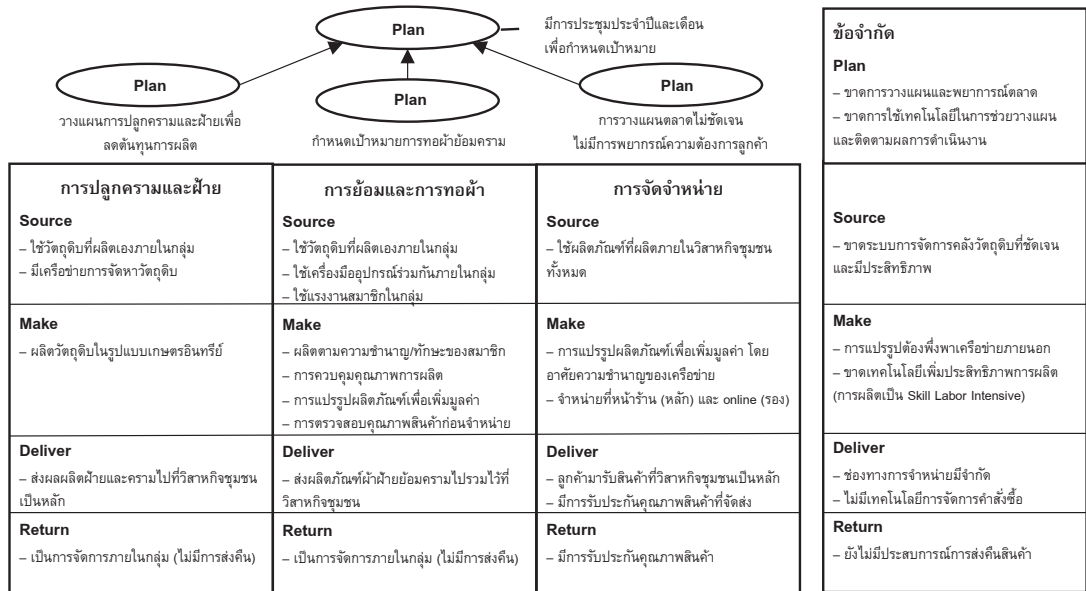 Plan
มีการประชุมประจำปีและเดือน
เพื่อกำหนดเป้าหมาย
Plan
วางแผนการปลูกครามและฝ้ายเพื่อ
ลดต้นทุนการผลิต
Plan
กำหนดเป้าหมายการทอผ้าย้อมคราม
Plan
การวางแผนตลาดไม่ชัดเจน
ไม่มีการพยากรณ์ความต้องการลูกค้า
ข้อจำกัด
Plan
– ขาดการวางแผนและพยาการณ์ตลาด
– ขาดการใช้เทคโนโลยีในการช่วยวางแผน
และติดตามผลการดำเนินงาน
การปลูกครามและฝ้าย
Source
– ใช้วัตถุดิบที่ผลิตเองภายในกลุ่ม
– มีเครือข่ายการจัดหาวัตถุดิบ
การย้อมและการทอผ้า
Source
– ใช้วัตถุดิบที่ผลิตเองภายในกลุ่ม
– ใช้เครื่องมืออุปกรณ์ร่วมกันภายในกลุ่ม
– ใช้แรงงานสมาชิกในกลุ่ม
การจัดจำหน่าย
Source
– ใช้ผลิตภัณฑ์ที่ผลิตภายในวิสาหกิจชุมชน
ทั้งหมด
Source
– ขาดระบบการจัดการคลังวัตถุดิบที่ชัดเจน
และมีประสิทธิภาพ
Make
– ผลิตวัตถุดิบในรูปแบบเกษตรอินทรีย์
Make
– ผลิตตามความชำนาญ/ทักษะของสมาชิก
– การควบคุมคุณภาพการผลิต
– การแปรรูปผลิตภัณฑ์เพื่อเพิ่มมูลค่า
– การตรวจสอบคุณภาพสินค้าก่อนจำหน่าย
Make
– การแปรรูปผลิตภัณฑ์เพื่อเพิ่มมูลค่า โดย
อาศัยความชำนาญของเครือข่าย
– จำหน่ายที่หน้าร้าน (หลัก) และ online (รอง)
Make
– การแปรรูปต้องพึ่งพาเครือข่ายภายนอก
– ขาดเทคโนโลยีเพิ่มประสิทธิภาพการผลิต
(การผลิตเป็น Skill Labor Intensive)
Deliver
– ส่งผลผลิตฝ้ายและครามไปที่วิสาหกิจชุมชน
เป็นหลัก
Deliver
– ส่งผลิตภัณฑ์ผ้าฝ้ายย้อมครามไปรวมไว้ที่
วิสาหกิจชุมชน
Deliver
– ลูกค้ามารับสินค้าที่วิสาหกิจชุมชนเป็นหลัก
– มีการรับประกันคุณภาพสินค้าที่จัดส่ง
Deliver
– ช่องทางการจำหน่ายมีจำกัด
– ไม่มีเทคโนโลยีการจัดการคำสั่งซื้อ
Return
– เป็นการจัดการภายในกลุ่ม (ไม่มีการส่งคืน)
Return
– เป็นการจัดการภายในกลุ่ม (ไม่มีการส่งคืน)
Return
– มีการรับประกันคุณภาพสินค้า
Return
– ยังไม่มีประสบการณ์การส่งคืนสินค้า